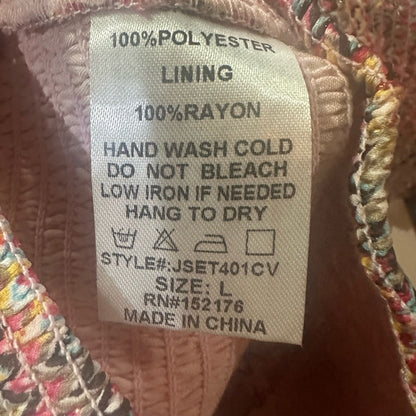 100%POLYESTER
LINING
100%RAYON
HAND WASH COLD
DO NOT BLEACH
LOW IRON IF NEEDED
HANG TO DRY
STYLE#:JSET401CV
SIZE: L
RN#152176
MADE IN CHINA